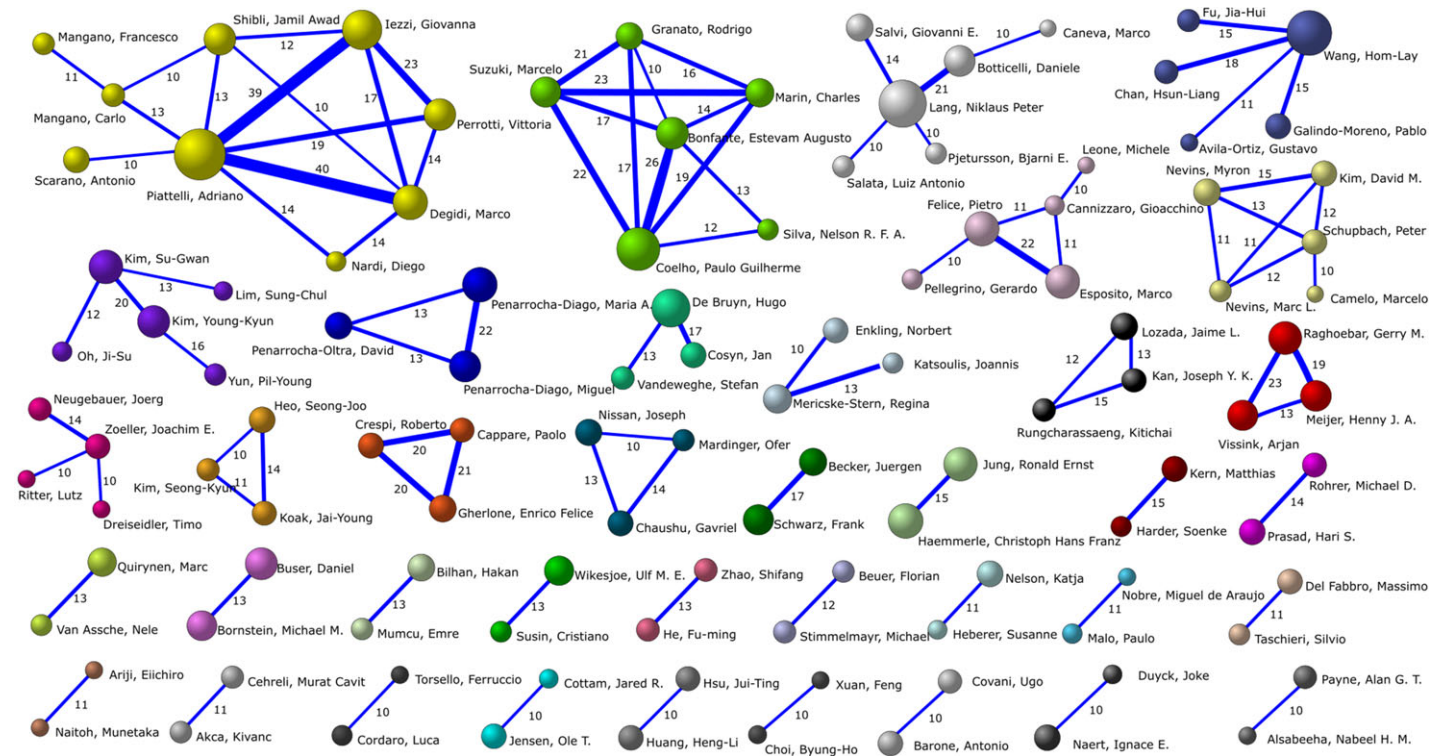 Mangano, Francesco
Shibli, Jamil Awad
Iezzi, Giovanna
12
11
10
23
Mangano, Carlo
13
13
39
17
10
Perrotti, Vittoria
19
Scarano, Antonio
10
40
14
Piattelli, Adriano
Degidi, Marco
14
14
Nardi, Diego
Granato, Rodrigo
21
Suzuki, Marcelo
23
10
16
Marin, Charles
17
14
Bonfante, Estevam Augusto
26
17
22
19
13
12
Silva, Nelson R. F. A.
Coelho, Paulo Guilherme
Salvi, Giovanni E.
10
Caneva, Marco
14
Botticelli, Daniele
21
Lang, Niklaus Peter
10
10
Pjetursson, Bjarni E.
Salata, Luiz Antonio
Fu, Jia-Hui
15
Wang, Hom-Lay
18
Chan, Hsun-Liang
11
15
Galindo-Moreno, Pablo
Avila-Ortiz, Gustavo
Leone, Michele
10
Felice, Pietro
11
Cannizzaro, Gioacchino
22
11
10
Pellegrino, Gerardo
Esposito, Marco
Nevins, Myron
15
Kim, David M.
13
12
Schupbach, Peter
11
11
12
10
Nevins, Marc L.
Camelo, Marcelo
Kim, Su-Gwan
13
Lim, Sung-Chul
20
12
Kim, Young-Kyun
16
Oh, Ji-Su
Yun, Pil-Young
Penarrocha-Diago, Maria A.
13
22
Penarrocha-Oltra, David
13
Penarrocha-Diago, Miguel
De Bruyn, Hugo
17
13
Cosyn, Jan
Vandeweghe, Stefan
Enkling, Norbert
10
Katsoulis, Joannis
13
Mericske-Stern, Regina
Lozada, Jaime L.
12
13
Kan, Joseph Y. K.
15
Rungcharassaeng, Kitichai
Raghoebar, Gerry M.
19
23
13
Meijer, Henny J. A.
Vissink, Arjan
Neugebauer, Joerg
14
Zoeller, Joachim E.
10
10
Ritter, Lutz
Dreiseidler, Timo
Heo, Seong-Joo
10
14
Kim, Seong-Kyun
11
Koak, Jai-Young
Crespi, Roberto
Cappare, Paolo
20
21
20
Gherlone, Enrico Felice
Nissan, Joseph
Mardinger, Ofer
10
13
14
Chaushu, Gavriel
Becker, Juergen
17
Schwarz, Frank
Jung, Ronald Ernst
15
Haemmerle, Christoph Hans Franz
Kern, Matthias
15
Harder, Soenke
Rohrer, Michael D.
14
Prasad, Hari S.
Quirynen, Marc
13
Van Assche, Nele
Buser, Daniel
13
Bornstein, Michael M.
Bilhan, Hakan
13
Mumcu, Emre
Wikesjoe, Ulf M. E.
13
Susin, Cristiano
Zhao, Shifang
13
He, Fu-ming
Beuer, Florian
12
Stimmelmayr, Michael
Nelson, Katja
11
Heberer, Susanne
Nobre, Miguel de Araujo
11
Malo, Paulo
Del Fabbro, Massimo
11
Taschieri, Silvio
Ariji, Eiichiro
11
Naitoh, Munetaka
Cehreli, Murat Cavit
11
Akca, Kivanc
Torsello, Ferruccio
10
Cordaro, Luca
Cottam, Jared R.
10
Jensen, Ole T.
Hsu, Jui-Ting
10
Huang, Heng-Li
Xuan, Feng
10
Choi, Byung-Ho
Covani, Ugo
10
Barone, Antonio
Duyck, Joke
10
Naert, Ignace E.
Payne, Alan G. T.
10
Alsabeeha, Nabeel H. M.